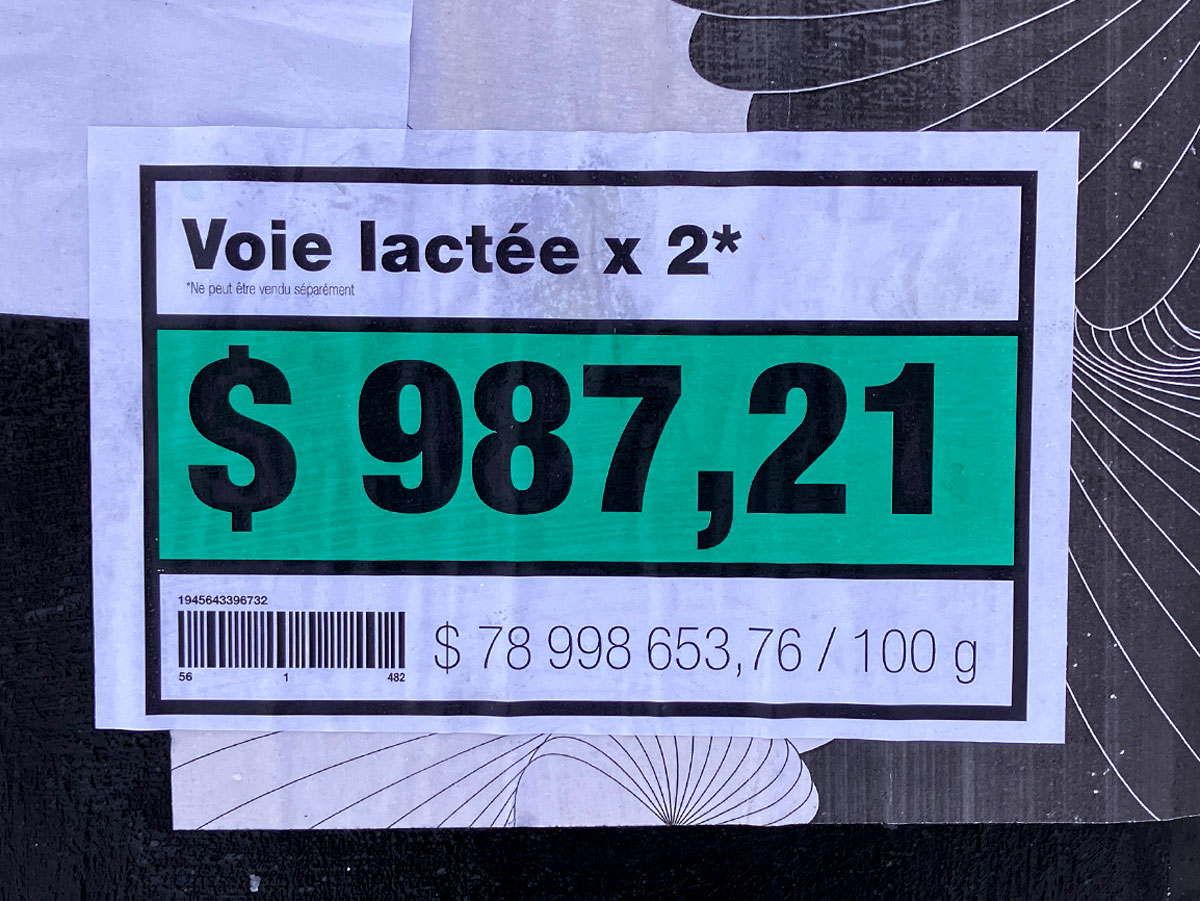 Voie lactée x 2*
*Ne peut être vendu séparément
$ 987,21
1945643396732
56 1 482
$ 78 998 653,76 / 100 g